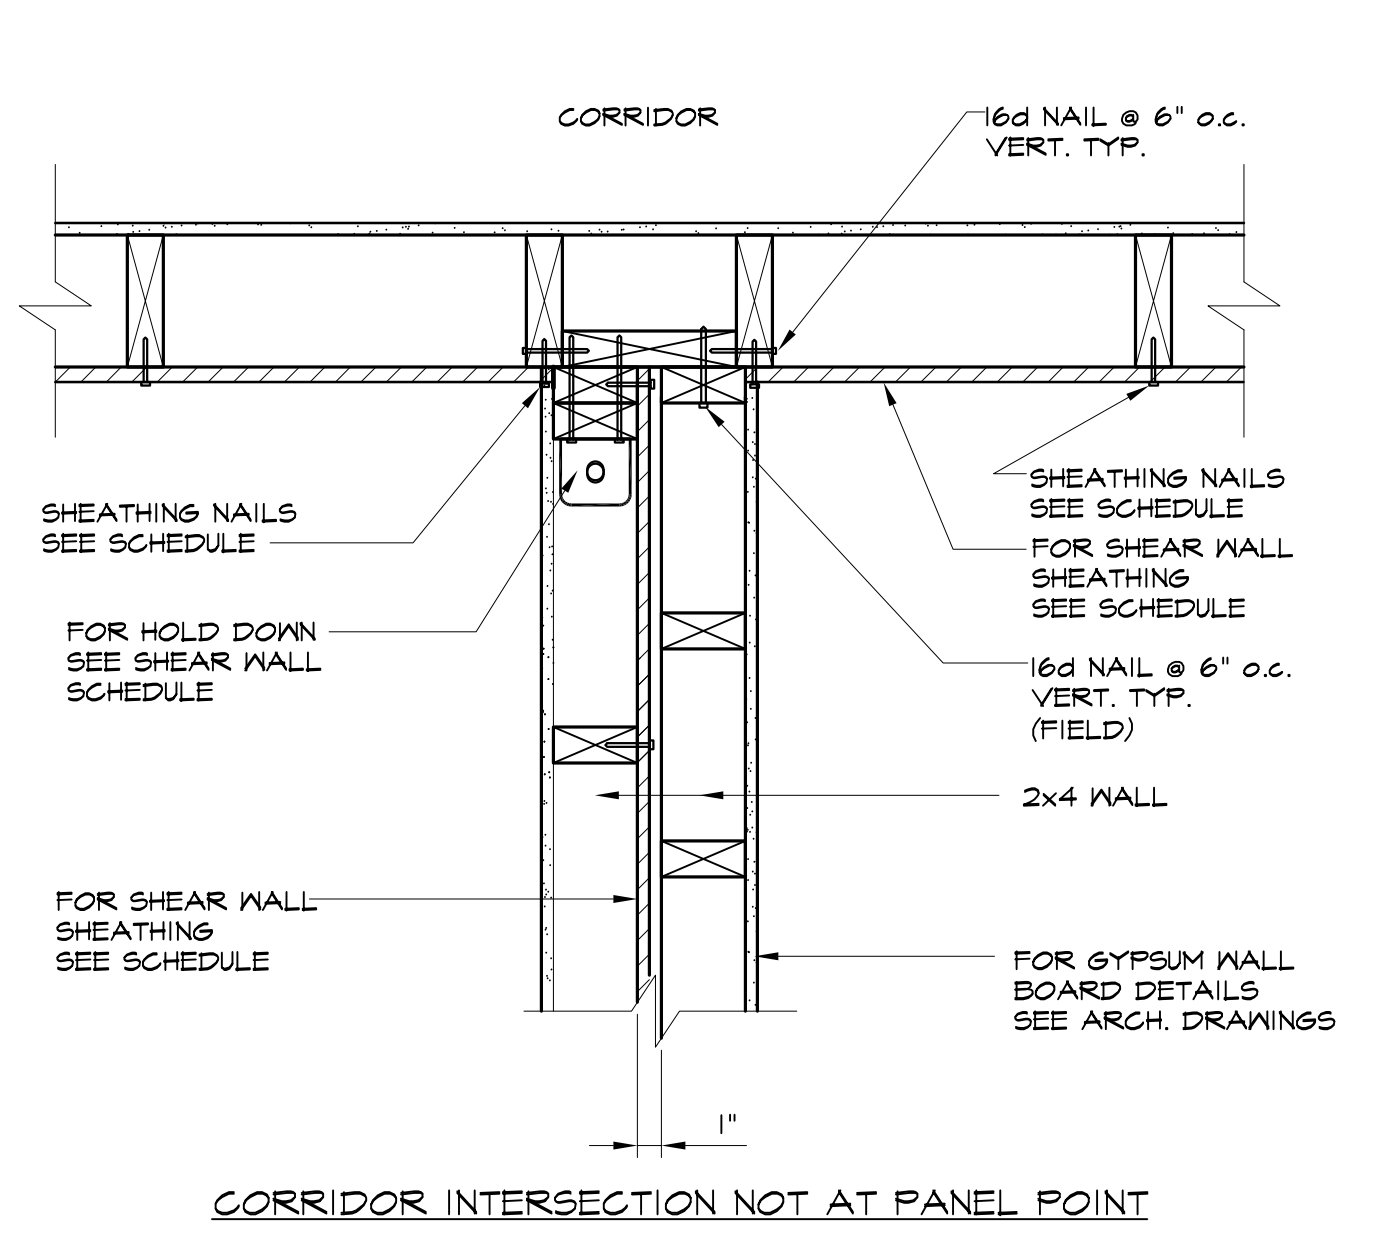 CORRIDOR
16d NAIL @ 6" o.c.
VERT. TYP.
SHEATHING NAILS
SEE SCHEDULE
SHEATHING NAILS
SEE SCHEDULE
FOR SHEAR WALL
SHEATHING
SEE SCHEDULE
FOR HOLD DOWN
SEE SHEAR WALL
SCHEDULE
16d NAIL @ 6" o.c.
VERT. TYP.
(FIELD)
2x4 WALL
FOR SHEAR WALL
SHEATHING
SEE SCHEDULE
FOR GYPSUM WALL
BOARD DETAILS
SEE ARCH. DRAWINGS
1"
CORRIDOR INTERSECTION NOT AT PANEL POINT